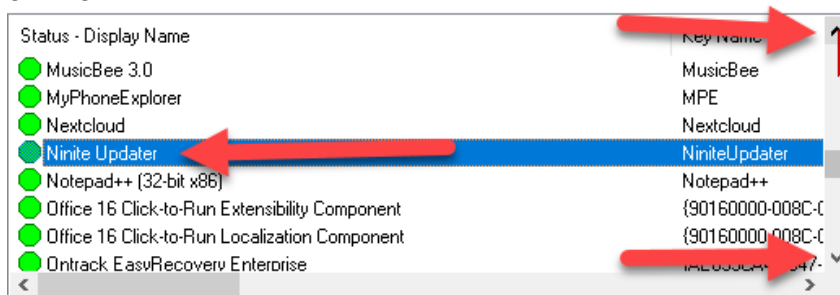 Status - Display Name Key Name
MusicBee 3.0 MusicBee
MyPhoneExplorer MPE
Nextcloud Nextcloud
Ninite Updater NiniteUpdater
Notepad++ (32-bit x86) Notepad++
Office 16 Click-to-Run Extensibility Component {90160000-008C-0
Office 16 Click-to-Run Localization Component {90160000-008C-0
Ontrack EasyRecovery Enterprise